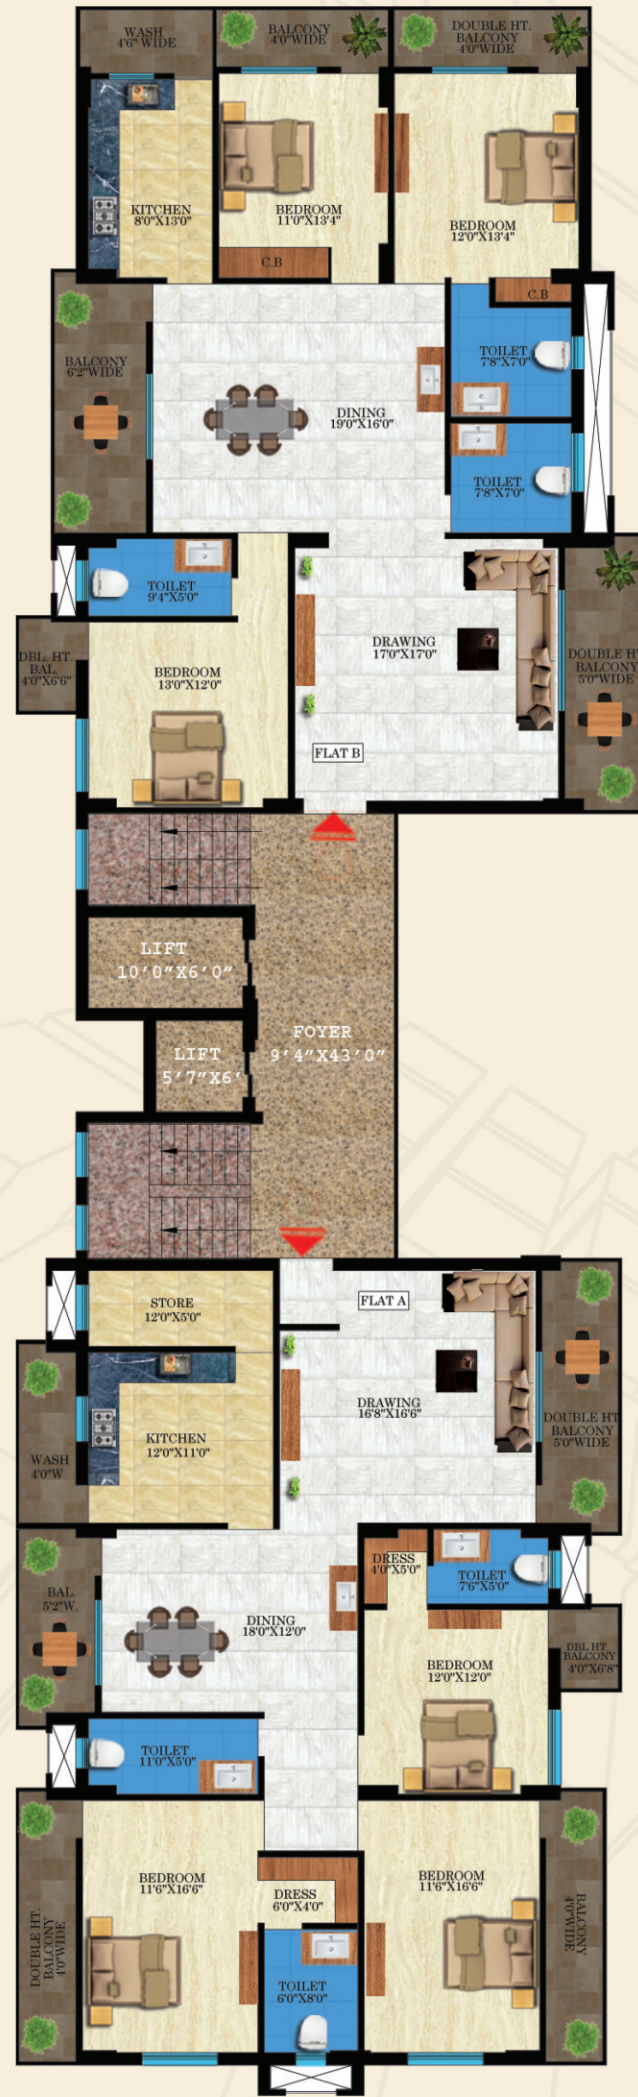 WASH
4'6" WIDE
BALCONY
4'0"WIDE
DOUBLE HT.
BALCONY
4'0"WIDE
KITCHEN
8'0"X13'0"
BEDROOM
11'0"X13'4"
BEDROOM
12'0"X13'4"
C.B
C.B
BALCONY
6'2"WIDE
TOILET
7'8"X7'0"
DINING
19'0"X16'0"
TOILET
7'8"X7'0"
TOILET
9'4"X5'0"
DBL. HT.
BAL.
4'0"X6'6"
BEDROOM
13'0"X12'0"
DRAWING
17'0"X17'0"
DOUBLE HT
BALCONY
5'0"WIDE
FLAT B
LIFT
10'0"X6'0"
FOYER
9'4"X43'0"
LIFT
5'7"X6'
STORE
12'0"X5'0"
FLAT A
DRAWING
16'8"X16'6"
KITCHEN
12'0"X11'0"
WASH
4'0"W
DOUBLE HT
BALCONY
5'0"WIDE
DRESS
4'0"X5'0"
TOILET
7'6"X5'0"
BAL.
5'2"W.
DINING
18'0"X12'0"
DBL HT.
BALCONY
4'0"X6'8"
BEDROOM
12'0"X12'0"
TOILET
11'0"X5'0"
BEDROOM
11'6"X16'6"
DRESS
6'0"X4'0"
BEDROOM
11'6"X16'6"
DOUBLE HT.
BALCONY
4'0"WIDE
BALCONY
4'0"WIDE
TOILET
6'0"X8'0"